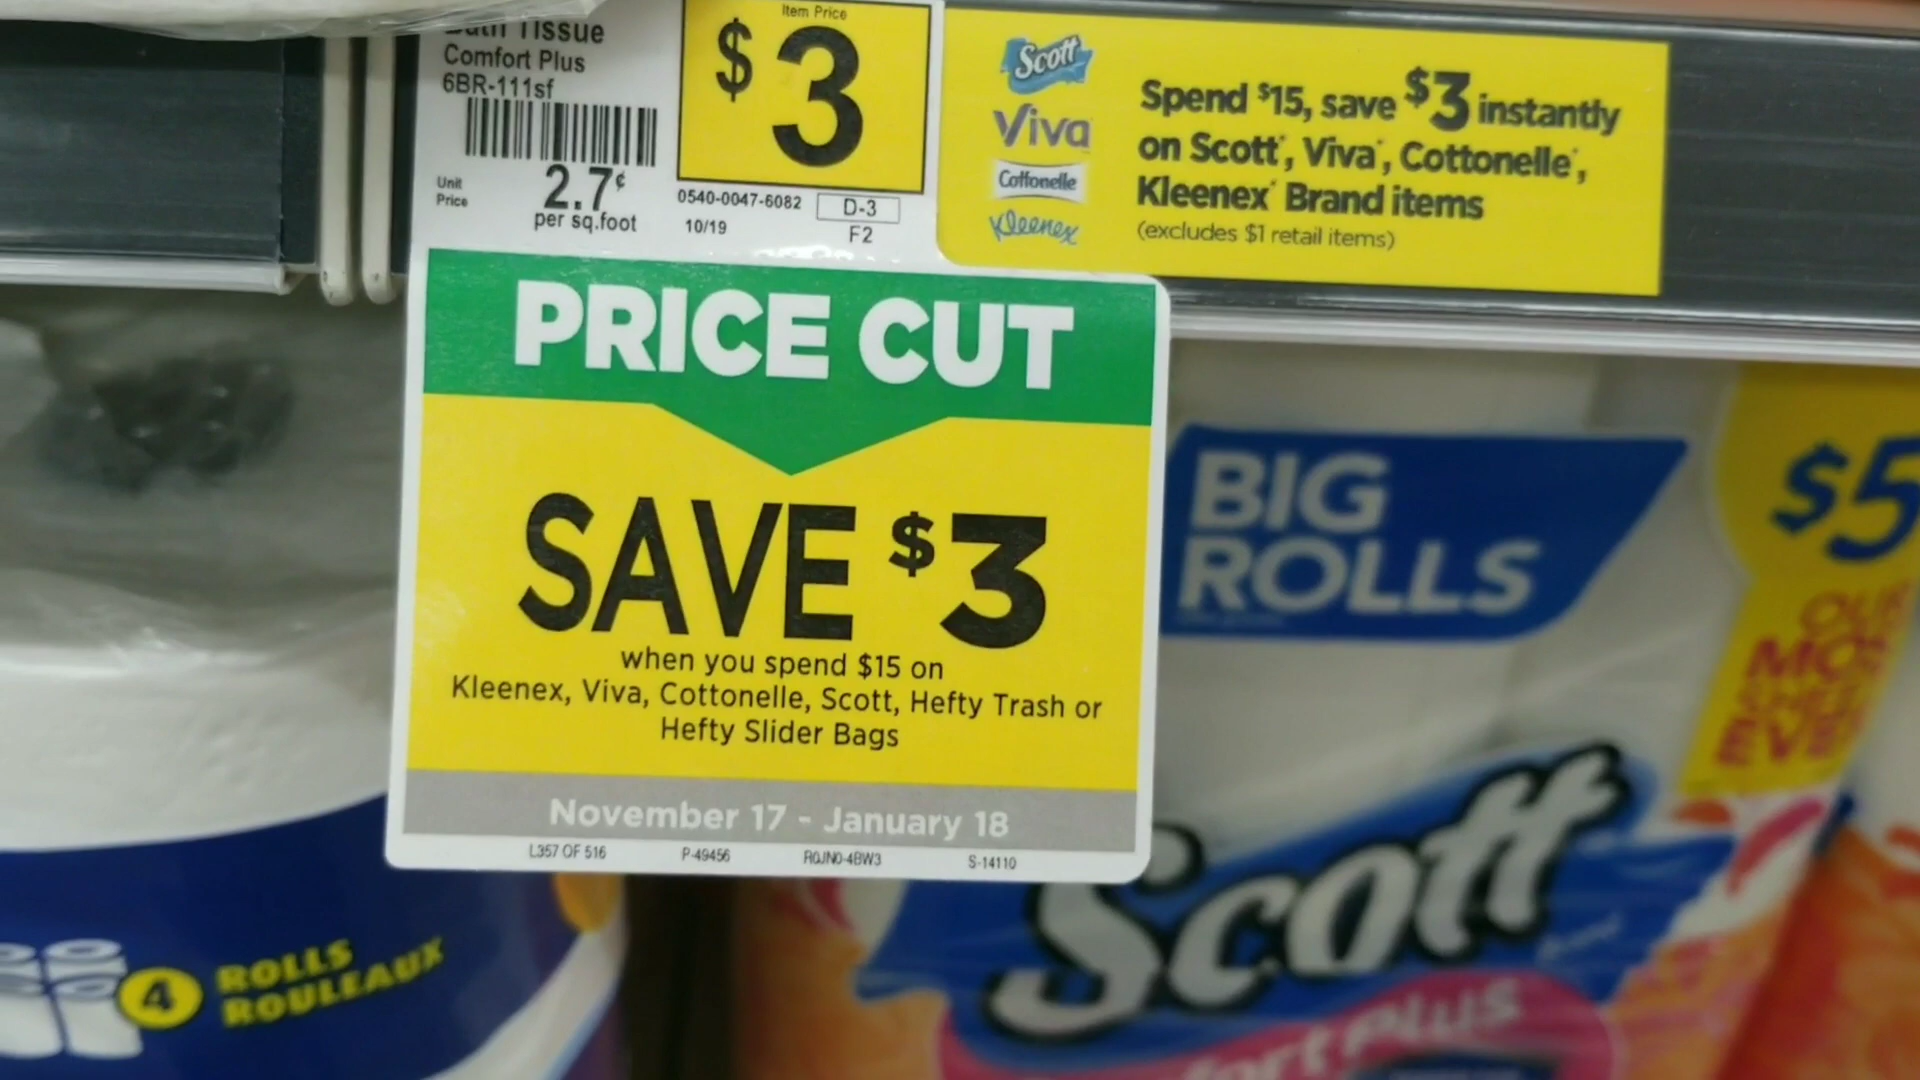 Tissue
Comfort Plus
6BR-111sf
Unit
Price
2.7¢
per sq.foot
Item Price
$3
0540-0047-6082
D-3
10/19
F2
Scott
Viva
Cottonelle
Kleenex
Spend $15, save $3 instantly
on Scott*, Viva*, Cottonelle*,
Kleenex* Brand items
(excludes $1 retail items)
PRICE CUT
SAVE $3
when you spend $15 on
Kleenex, Viva, Cottonelle, Scott, Hefty Trash or
Hefty Slider Bags
November 17 - January 18
L357 OF 516 P-49456 RGJN0-4BW3 S-14110
BIG
ROLLS
$5
Scott
PLUS
4 ROLLS
ROULEAUX